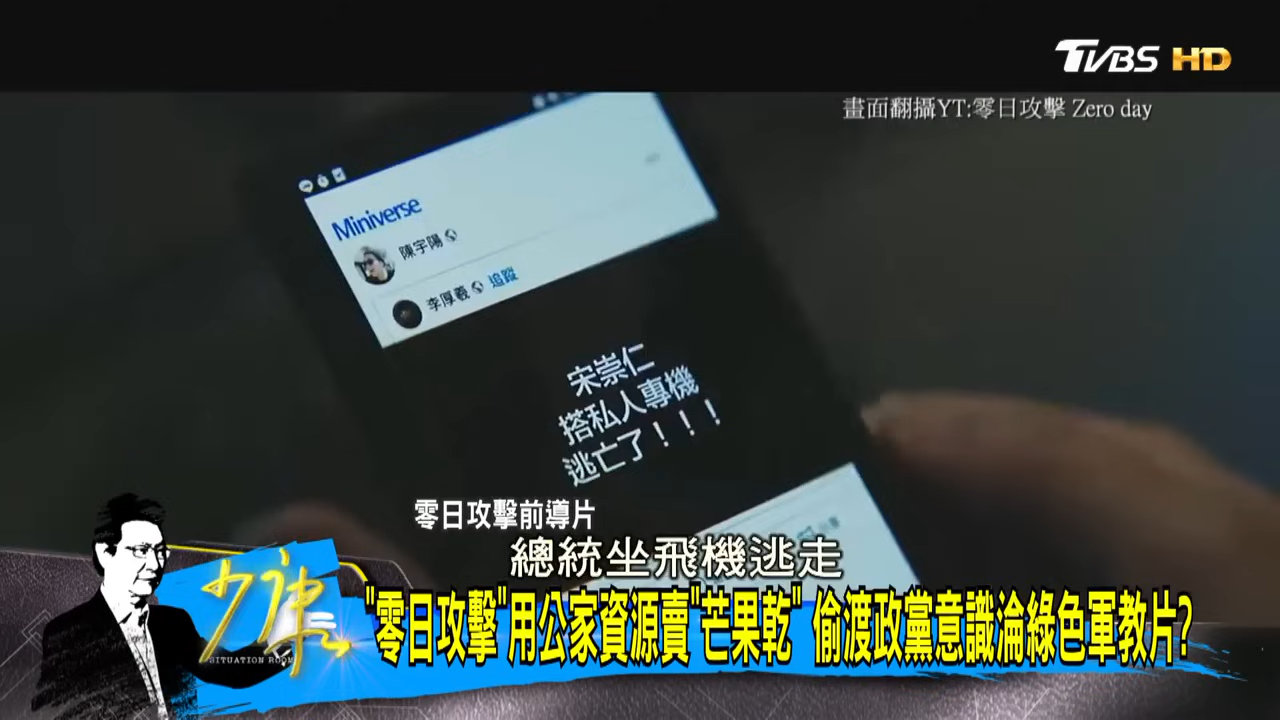 TVBS HD
畫面翻攝YT:零日攻擊 Zero day
Miniverse
陳宇陽
李厚羲 追蹤
宋崇仁
搭私人專機
逃亡了！！！
零日攻擊前導片
總統坐飛機逃走
少康
SITUATION ROOM
"零日攻擊"用公家資源賣"芒果乾" 偷渡政黨意識淪綠色軍教片?